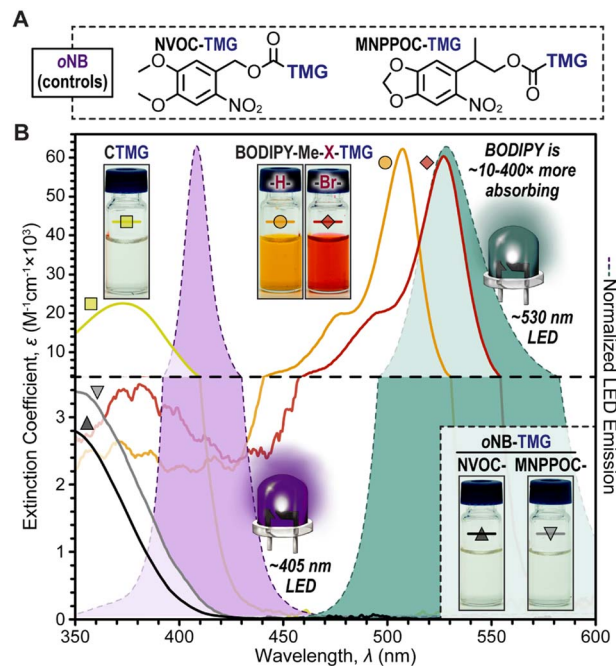 A
oNB
(controls)
NVOC-TMG
O
O
O
O
TMG
NO₂
MNPPOC-TMG
O
O
O
O
TMG
NO₂
B
CTMG
BODIPY-Me-X-TMG
-H-
-Br-
BODIPY is
~10-400× more
absorbing
~530 nm
LED
~405 nm
LED
oNB-TMG
NVOC-
MNPPOC-
Extinction Coefficient, ε (M⁻¹cm⁻¹×10³)
60
50
40
30
20
10
3
2
1
0
350
400
450
500
550
600
Wavelength, λ (nm)
--Normalized LED Emission